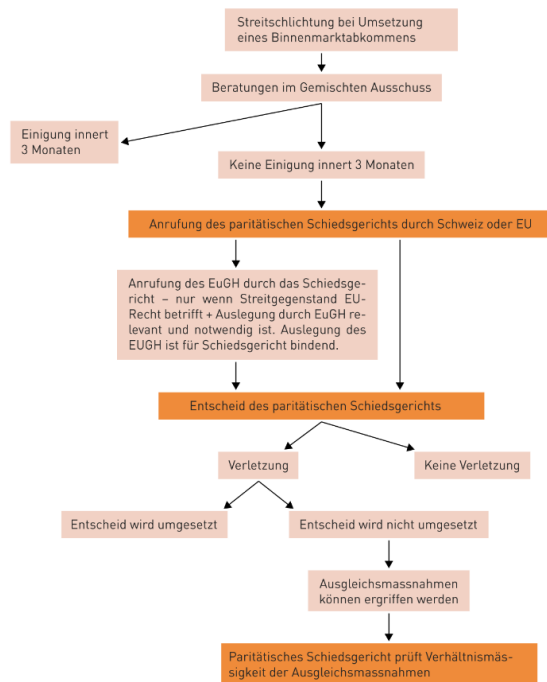 Streitschlichtung bei Umsetzung
eines Binnenmarktabkommens
Beratungen im Gemischten Ausschuss
Einigung innert
3 Monaten
Keine Einigung innert 3 Monaten
Anrufung des paritätischen Schiedsgerichts durch Schweiz oder EU
Anrufung des EuGH durch das Schiedsge-
richt – nur wenn Streitgegenstand EU-
Recht betrifft + Auslegung durch EuGH re-
levant und notwendig ist. Auslegung des
EUGH ist für Schiedsgericht bindend.
Entscheid des paritätischen Schiedsgerichts
Verletzung
Keine Verletzung
Entscheid wird umgesetzt
Entscheid wird nicht umgesetzt
Ausgleichsmassnahmen
können ergriffen werden
Paritätisches Schiedsgericht prüft Verhältnismäs-
sigkeit der Ausgleichsmassnahmen